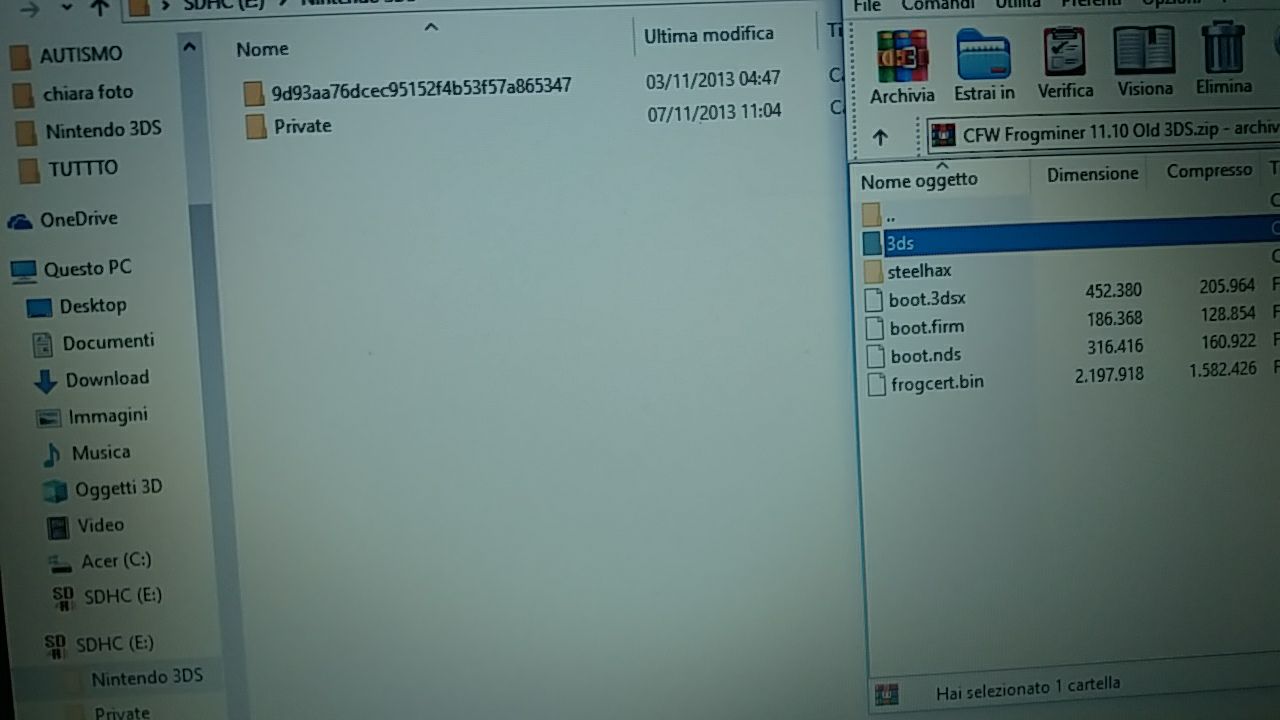 SDHC (E:)
File Comandi Utilità Preferiti Opzioni
AUTISMO
chiara foto
Nintendo 3DS
TUTTTO
OneDrive
Questo PC
Desktop
Documenti
Download
Immagini
Musica
Oggetti 3D
Video
Acer (C:)
SDHC (E:)
SDHC (E:)
Nintendo 3DS
Private
Nome Ultima modifica
9d93aa76dcec95152f4b53f57a865347 03/11/2013 04:47
Private 07/11/2013 11:04
Archivia Estrai in Verifica Visiona Elimina
CFW Frogminer 11.10 Old 3DS.zip - archiv
Nome oggetto Dimensione Compresso
..
3ds
steelhax
boot.3dsx 452.380 205.964
boot.firm 186.368 128.854
boot.nds 316.416 160.922
frogcert.bin 2.197.918 1.582.426
Hai selezionato 1 cartella